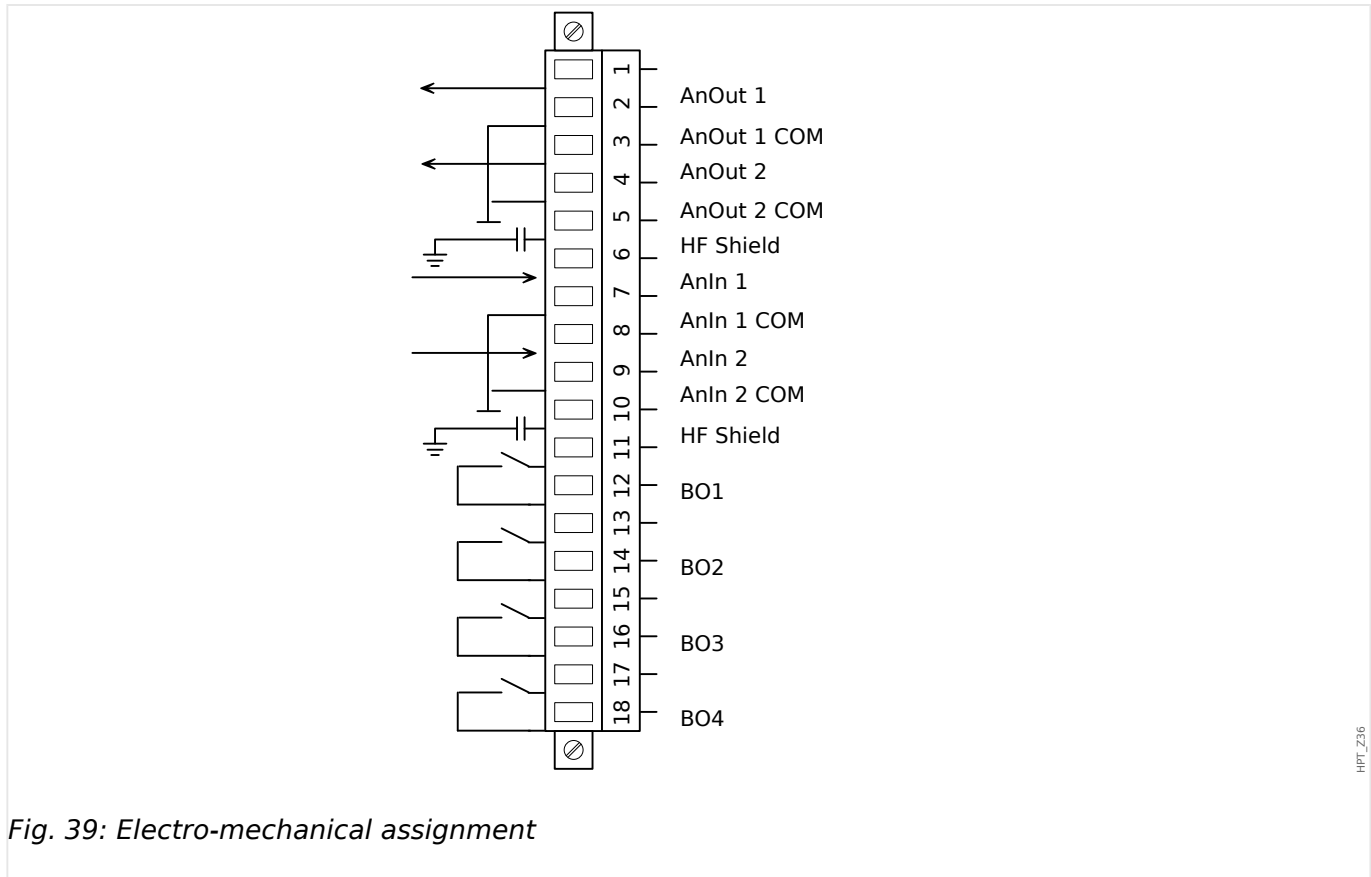 1
AnOut 1
2
AnOut 1 COM
3
AnOut 2
4
AnOut 2 COM
5
HF Shield
6
AnIn 1
7
AnIn 1 COM
8
AnIn 2
9
AnIn 2 COM
10
HF Shield
11
12
BO1
13
14
BO2
15
16
BO3
17
18
BO4
HPT_Z36
Fig. 39: Electro-mechanical assignment